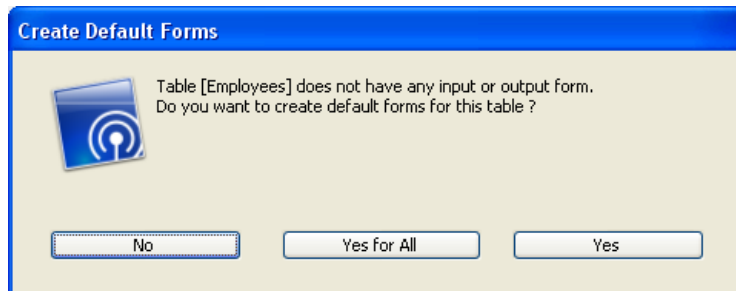 Create Default Forms
Table [Employees] does not have any input or output form.
Do you want to create default forms for this table ?
No
Yes for All
Yes